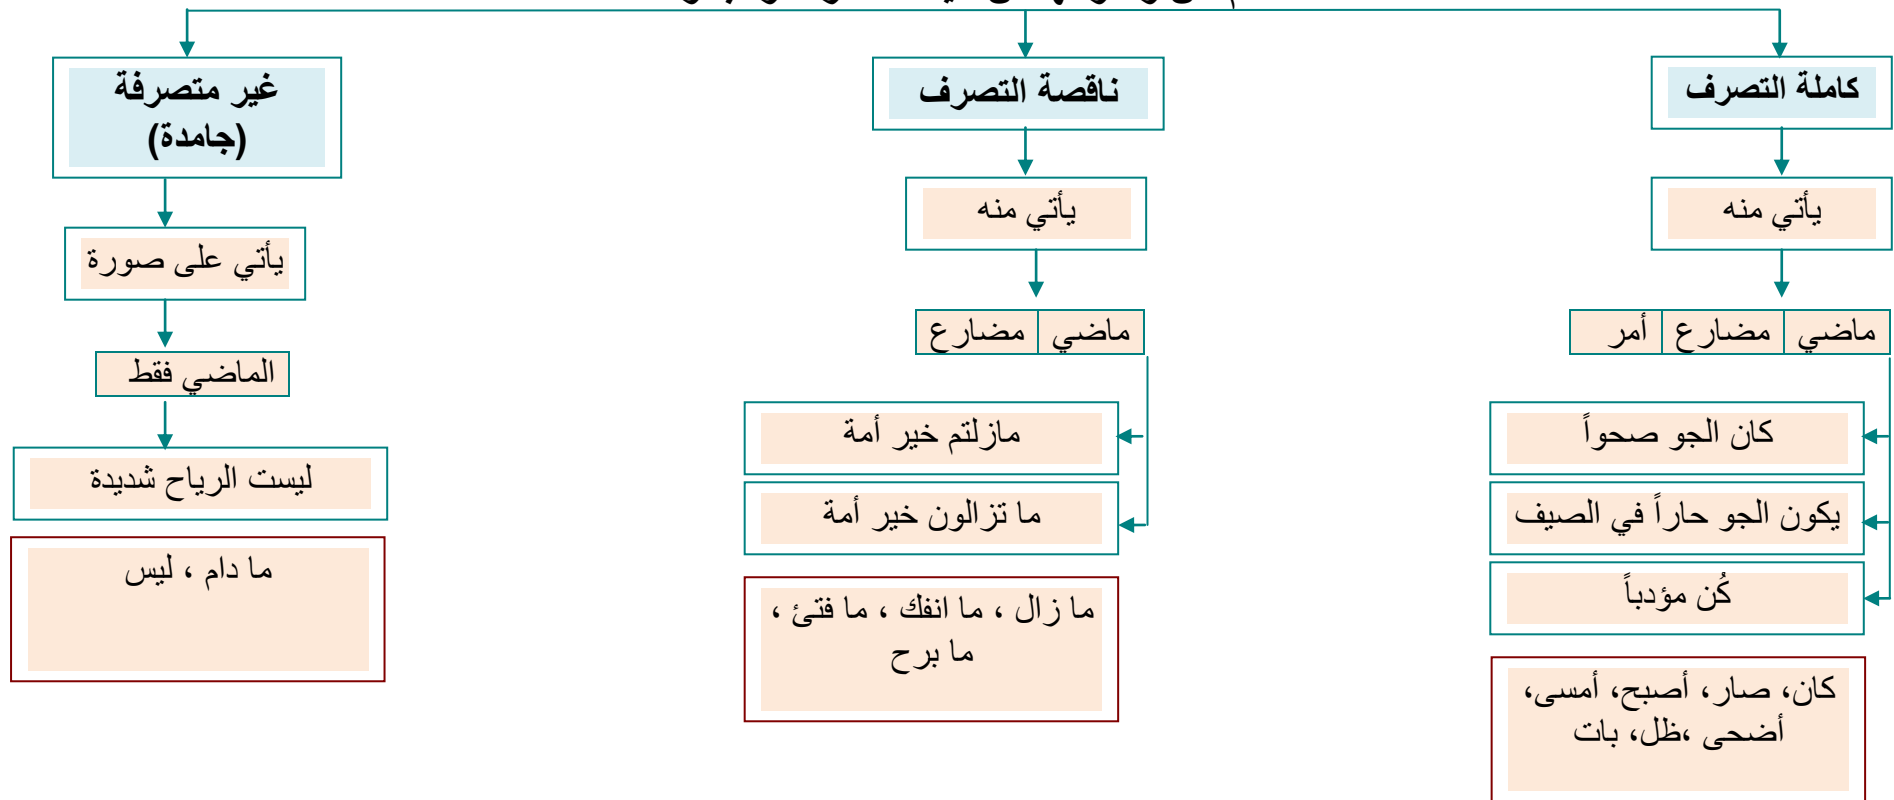 كاملة التصرف
يأتي منه
ماضي مضارع أمر
كان الجو صحواً
يكون الجو حاراً في الصيف
كُن مؤدباً
كان، صار، أصبح، أمسى،
أضحى ،ظل، بات
ناقصة التصرف
يأتي منه
ماضي مضارع
مازلتم خير أمة
ما تزالون خير أمة
ما زال ، ما انفك ، ما فتئ ،
ما برح
غير متصرفة
(جامدة)
يأتي على صورة
الماضي فقط
ليست الرياح شديدة
ما دام ، ليس